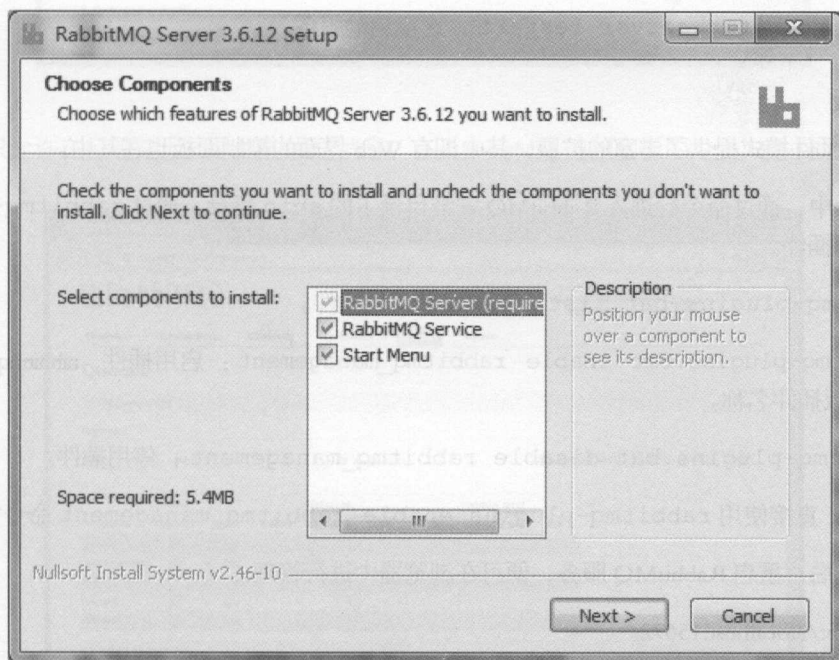 RabbitMQ Server 3.6.12 Setup
Choose Components
Choose which features of RabbitMQ Server 3.6.12 you want to install.
Check the components you want to install and uncheck the components you don't want to
install. Click Next to continue.
Select components to install:
RabbitMQ Server (require
RabbitMQ Service
Start Menu
Description
Position your mouse
over a component to
see its description.
Space required: 5.4MB
Nullsoft Install System v2.46-10
Next >
Cancel